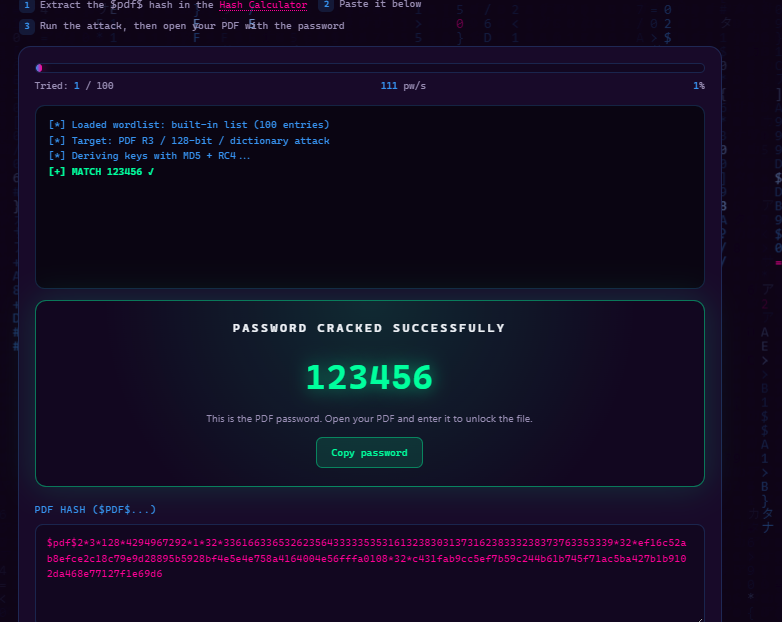 1 Extract the $pdf$ hash in the Hash Calculator 2 Paste it below
3 Run the attack, then open your PDF with the password
Tried: 1 / 100 111 pw/s 1%
[*] Loaded wordlist: built-in list (100 entries)
[*] Target: PDF R3 / 128-bit / dictionary attack
[*] Deriving keys with MD5 + RC4...
[+] MATCH 123456 ✓
PASSWORD CRACKED SUCCESSFULLY
123456
This is the PDF password. Open your PDF and enter it to unlock the file.
Copy password
PDF HASH ($PDF$...)
$pdf$2*3*128*4294967292*1*32*33616633653262356433333535316132383031373162383332383737633533​39*32*ef16c52a
b8efce2c18c79e9d28895b5928bf4e5e4e758a4164004e56fffa0108*32*c431fab9cc5ef7b59c244b61b745f71ac5ba427b1b910
2da468e77127f1e69d6